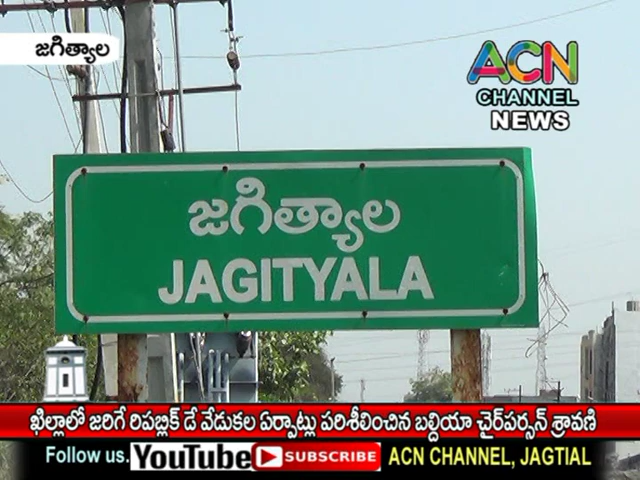 జగిత్యాల
ACN
CHANNEL
NEWS
జగిత్యాల
JAGITYALA
ఖిల్లాలో జరిగే రిపబ్లిక్ డే వేడుకల ఏర్పాట్లు పరిశీలించిన బల్దియా చైర్‌పర్సన్ శ్రావణి
Follow us. YouTube SUBSCRIBE ACN CHANNEL, JAGTIAL